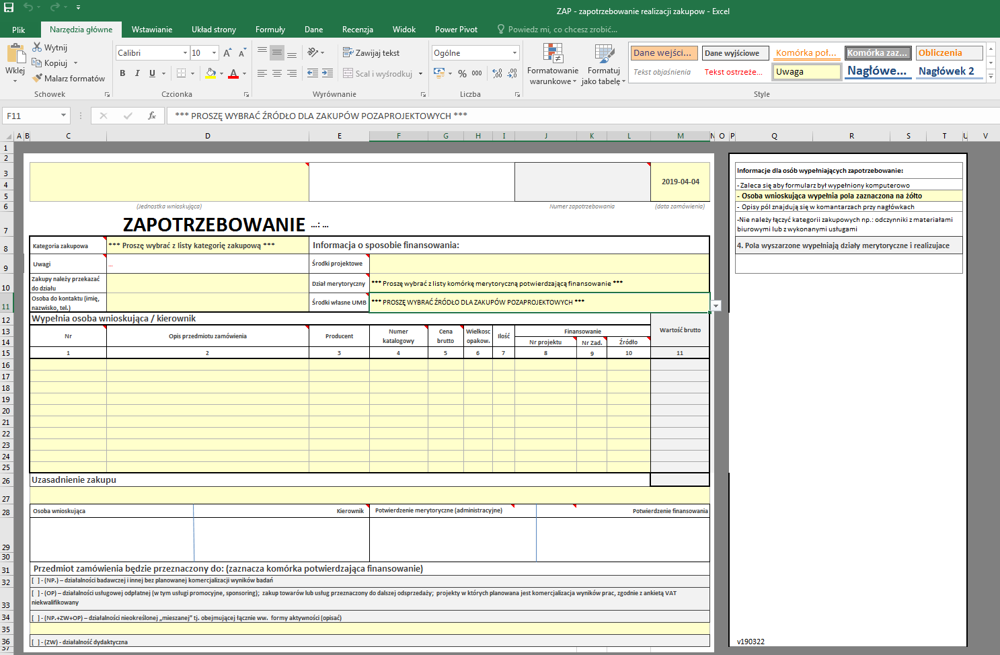 ZAP - zapotrzebowanie realizacji zakupow - Excel
Plik
Narzędzia główne
Wstawianie
Układ strony
Formuły
Dane
Recenzja
Widok
Power Pivot
Powiedz mi, co chcesz zrobić...
Wklej
Wytnij
Kopiuj
Malarz formatów
Schowek
Calibri
10
B I U
Czcionka
Zawijaj tekst
Scal i wyśrodkuj
Wyrównanie
Ogólne
% 000
Liczba
Formatowanie warunkowe
Formatuj jako tabelę
Dane wejści...
Dane wyjściowe
Komórka poł...
Komórka zaz...
Obliczenia
Tekst objaśnienia
Tekst ostrzeże...
Uwaga
Nagłówe...
Nagłówek 2
Style
F11
fx
*** PROSZĘ WYBRAĆ ŹRÓDŁO DLA ZAKUPÓW POZAPROJEKTOWYCH ***
A B C D E F G H I J K L M N O P Q R S T U V
1
2
3
4
5
6
7
8
9
10
11
12
13
14
15
16
17
18
19
20
21
22
23
24
25
26
27
28
29
30
31
32
33
34
35
36
37
2019-04-04
(Jednostka wnioskująca)
Numer zapotrzebowania
(data zamówienia)
ZAPOTRZEBOWANIE ...: ...
Kategoria zakupowa
*** Proszę wybrać z listy kategorię zakupową ***
Informacja o sposobie finansowania:
Uwagi
...
Środki projektowe
Zakupy należy przekazać do działu
Dział merytoryczny
*** Proszę wybrać z listy komórkę merytoryczną potwierdzającą finansowanie ***
Osoba do kontaktu (imię, nazwisko, tel.)
Środki własne UMB
*** PROSZĘ WYBRAĆ ŹRÓDŁO DLA ZAKUPÓW POZAPROJEKTOWYCH ***
Wypełnia osoba wnioskująca / kierownik
Nr
Opis przedmiotu zamówienia
Producent
Numer katalogowy
Cena brutto
Wielkosc opakow.
Ilość
Finansowanie
Nr projektu
Nr Zad.
Źródło
Wartość brutto
1 2 3 4 5 6 7 8 9 10 11
Uzasadnienie zakupu
Osoba wnioskująca
Kierownik
Potwierdzenie merytoryczne (administracyjne)
Potwierdzenie finansowania
Przedmiot zamówienia będzie przeznaczony do: (zaznacza komórka potwierdzająca finansowanie)
[ ] - (NP.) – działalności badawczej i innej bez planowanej komercjalizacji wyników badań
[ ] - (OP) – działalności usługowej odpłatnej (w tym usługi promocyjne, sponsoring); zakup towarów lub usług przeznaczony do dalszej odsprzedaży; projekty w których planowana jest komercjalizacja wyników prac, zgodnie z ankietą VAT
niekwalifikowany
[ ] - (NP.+ZW+OP) – działalności nieokreślonej „mieszanej” tj. obejmującej łącznie ww. formy aktywności (opisać)
[ ] - (ZW) - działalność dydaktyczna
Informacje dla osób wypełniających zapotrzebowanie:
- Zaleca się aby formularz był wypełniony komputerowo
- Osoba wnioskująca wypełnia pola zaznaczona na żółto
- Opisy pól znajdują się w komantarzach przy nagłówkach
-Nie należy łączyć kategorii zakupowych np.: odczynniki z materiałami
biurowymi lub z wykonanymi usługami
4. Pola wyszarzone wypełniają działy merytoryczne i realizujace
v190322